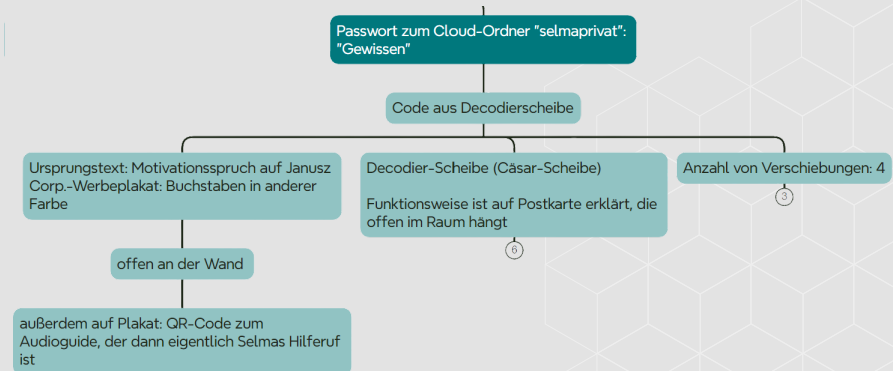 Passwort zum Cloud-Ordner "selmaprivat":
"Gewissen"
Code aus Decodierscheibe
Ursprungstext: Motivationsspruch auf Janusz
Corp.-Werbeplakat: Buchstaben in anderer
Farbe
Decodier-Scheibe (Cäsar-Scheibe)
Funktionsweise ist auf Postkarte erklärt, die
offen im Raum hängt
6
Anzahl von Verschiebungen: 4
3
offen an der Wand
außerdem auf Plakat: QR-Code zum
Audioguide, der dann eigentlich Selmas Hilferuf
ist